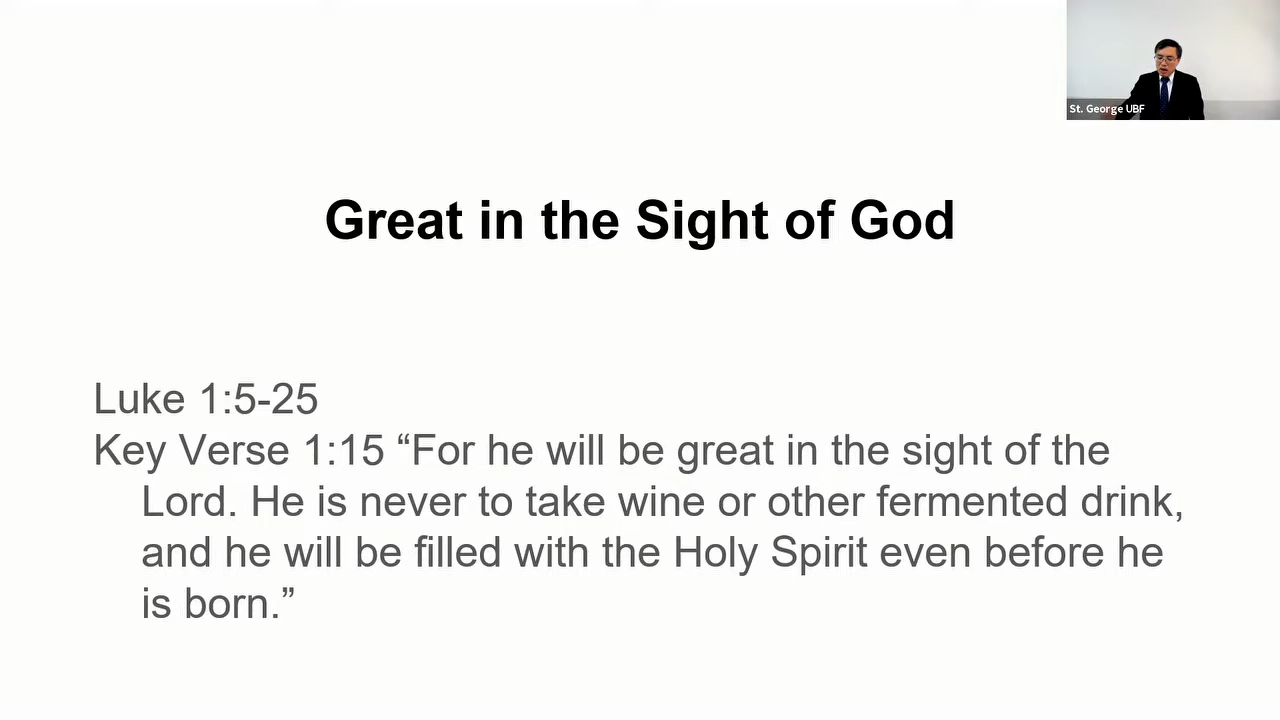 St. George UBF
Great in the Sight of God
Luke 1:5-25
Key Verse 1:15 “For he will be great in the sight of the
Lord. He is never to take wine or other fermented drink,
and he will be filled with the Holy Spirit even before he
is born.”